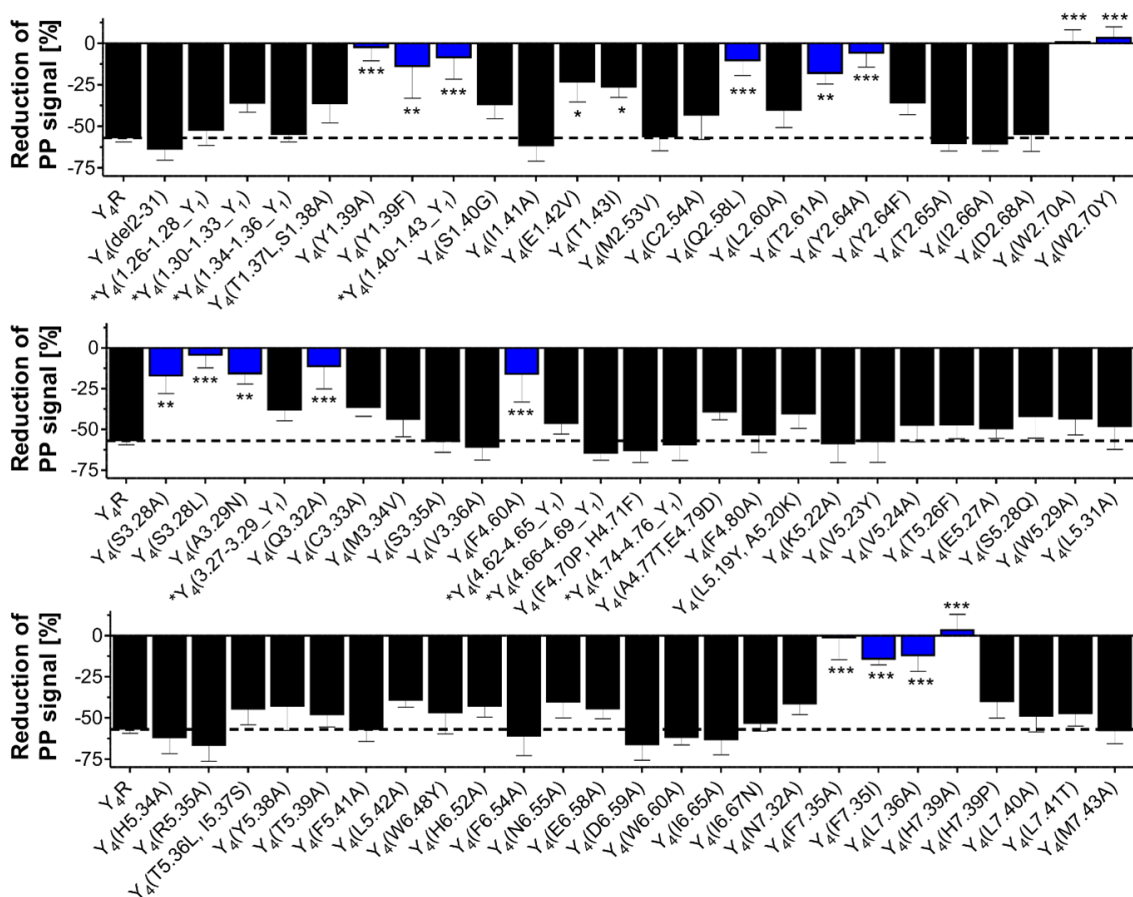 Reduction of
PP signal [%]
0
-25
-50
-75
***
**
***
*
*
***
**
***
***
***
Y4R
Y4(del2-31)
*Y4(1.26-1.28_Y1)
*Y4(1.30-1.33_Y1)
*Y4(1.34-1.36_Y1)
Y4(T1.37L,S1.38A)
Y4(Y1.39A)
Y4(Y1.39F)
*Y4(1.40-1.43_Y1)
Y4(S1.40G)
Y4(I1.41A)
Y4(E1.42V)
Y4(T1.43I)
Y4(M2.53V)
Y4(C2.54A)
Y4(Q2.58L)
Y4(L2.60A)
Y4(T2.61A)
Y4(Y2.64A)
Y4(Y2.64F)
Y4(T2.65A)
Y4(I2.66A)
Y4(D2.68A)
Y4(W2.70A)
Y4(W2.70Y)
Reduction of
PP signal [%]
0
-25
-50
-75
**
***
**
***
***
Y4R
Y4(S3.28A)
Y4(S3.28L)
Y4(A3.29N)
*Y4(3.27-3.29_Y1)
Y4(Q3.32A)
Y4(C3.33A)
Y4(M3.34V)
Y4(S3.35A)
Y4(V3.36A)
Y4(F4.60A)
*Y4(4.62-4.65_Y1)
*Y4(4.66-4.69_Y1)
Y4(F4.70P, H4.71F)
*Y4(4.74-4.76_Y1)
Y4(A4.77T,E4.79D)
Y4(F4.80A)
Y4(L5.19Y, A5.20K)
Y4(K5.22A)
Y4(V5.23Y)
Y4(V5.24A)
Y4(T5.26F)
Y4(E5.27A)
Y4(S5.28Q)
Y4(W5.29A)
Y4(L5.31A)
Reduction of
PP signal [%]
0
-25
-50
-75
***
***
***
***
Y4R
Y4(H5.34A)
Y4(R5.35A)
Y4(T5.36L, I5.37S)
Y4(Y5.38A)
Y4(T5.39A)
Y4(F5.41A)
Y4(L5.42A)
Y4(W6.48Y)
Y4(H6.52A)
Y4(F6.54A)
Y4(N6.55A)
Y4(E6.58A)
Y4(D6.59A)
Y4(W6.60A)
Y4(I6.65A)
Y4(I6.67N)
Y4(N7.32A)
Y4(F7.35A)
Y4(F7.35I)
Y4(L7.36A)
Y4(H7.39A)
Y4(H7.39P)
Y4(L7.40A)
Y4(L7.41T)
Y4(M7.43A)